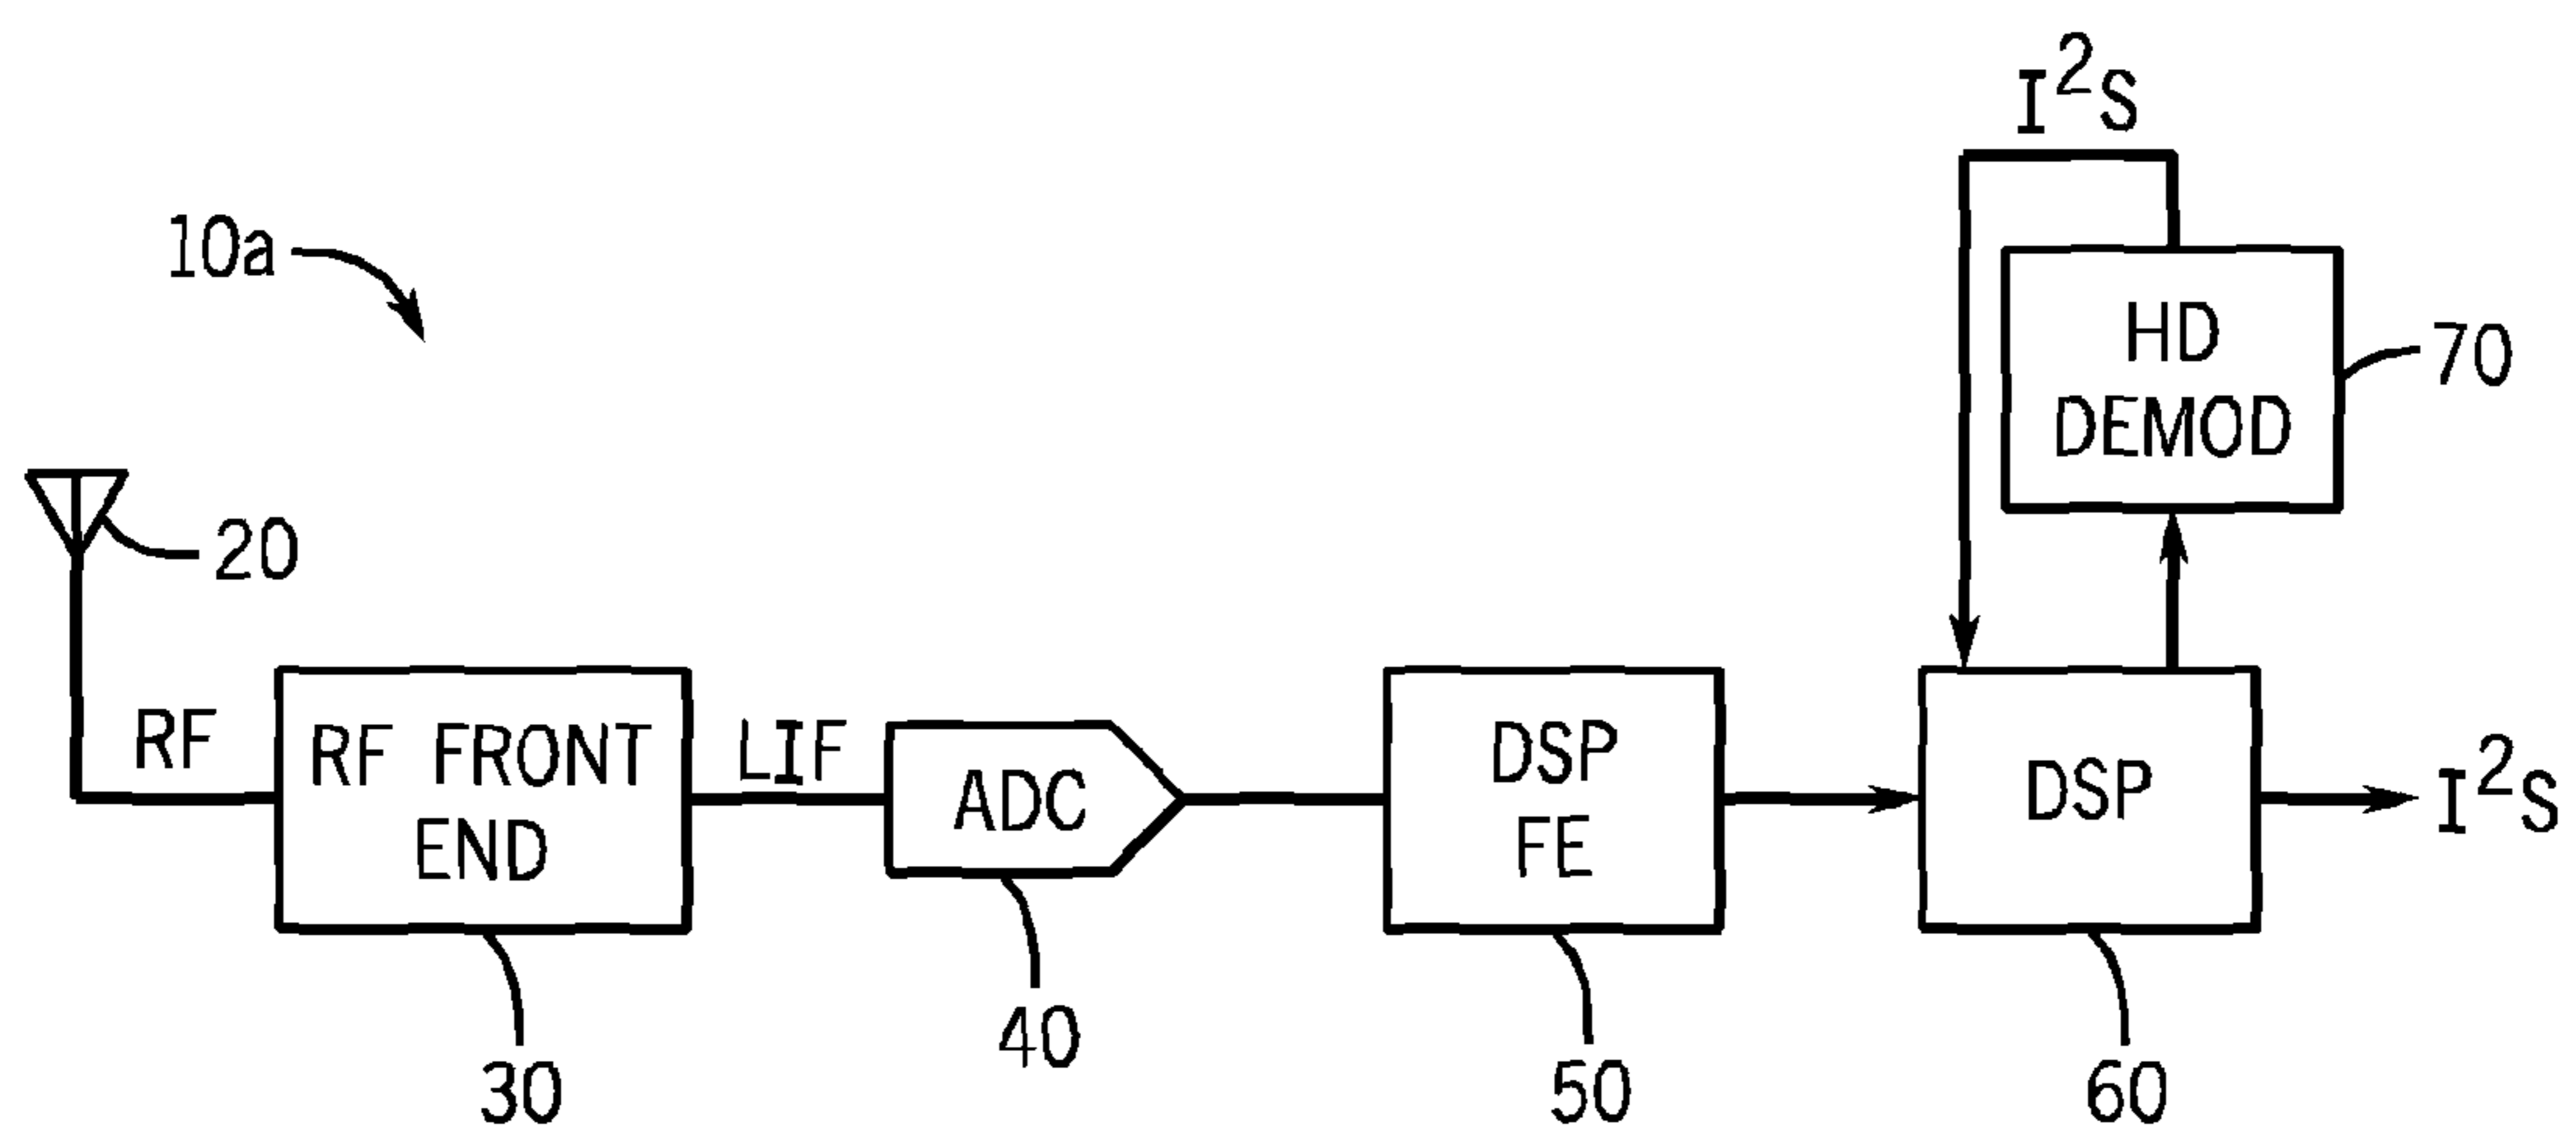 I²S
10a
HD
DEMOD
70
20
RF
RF FRONT
END
LIF
ADC
DSP
FE
DSP
I²S
30
40
50
60